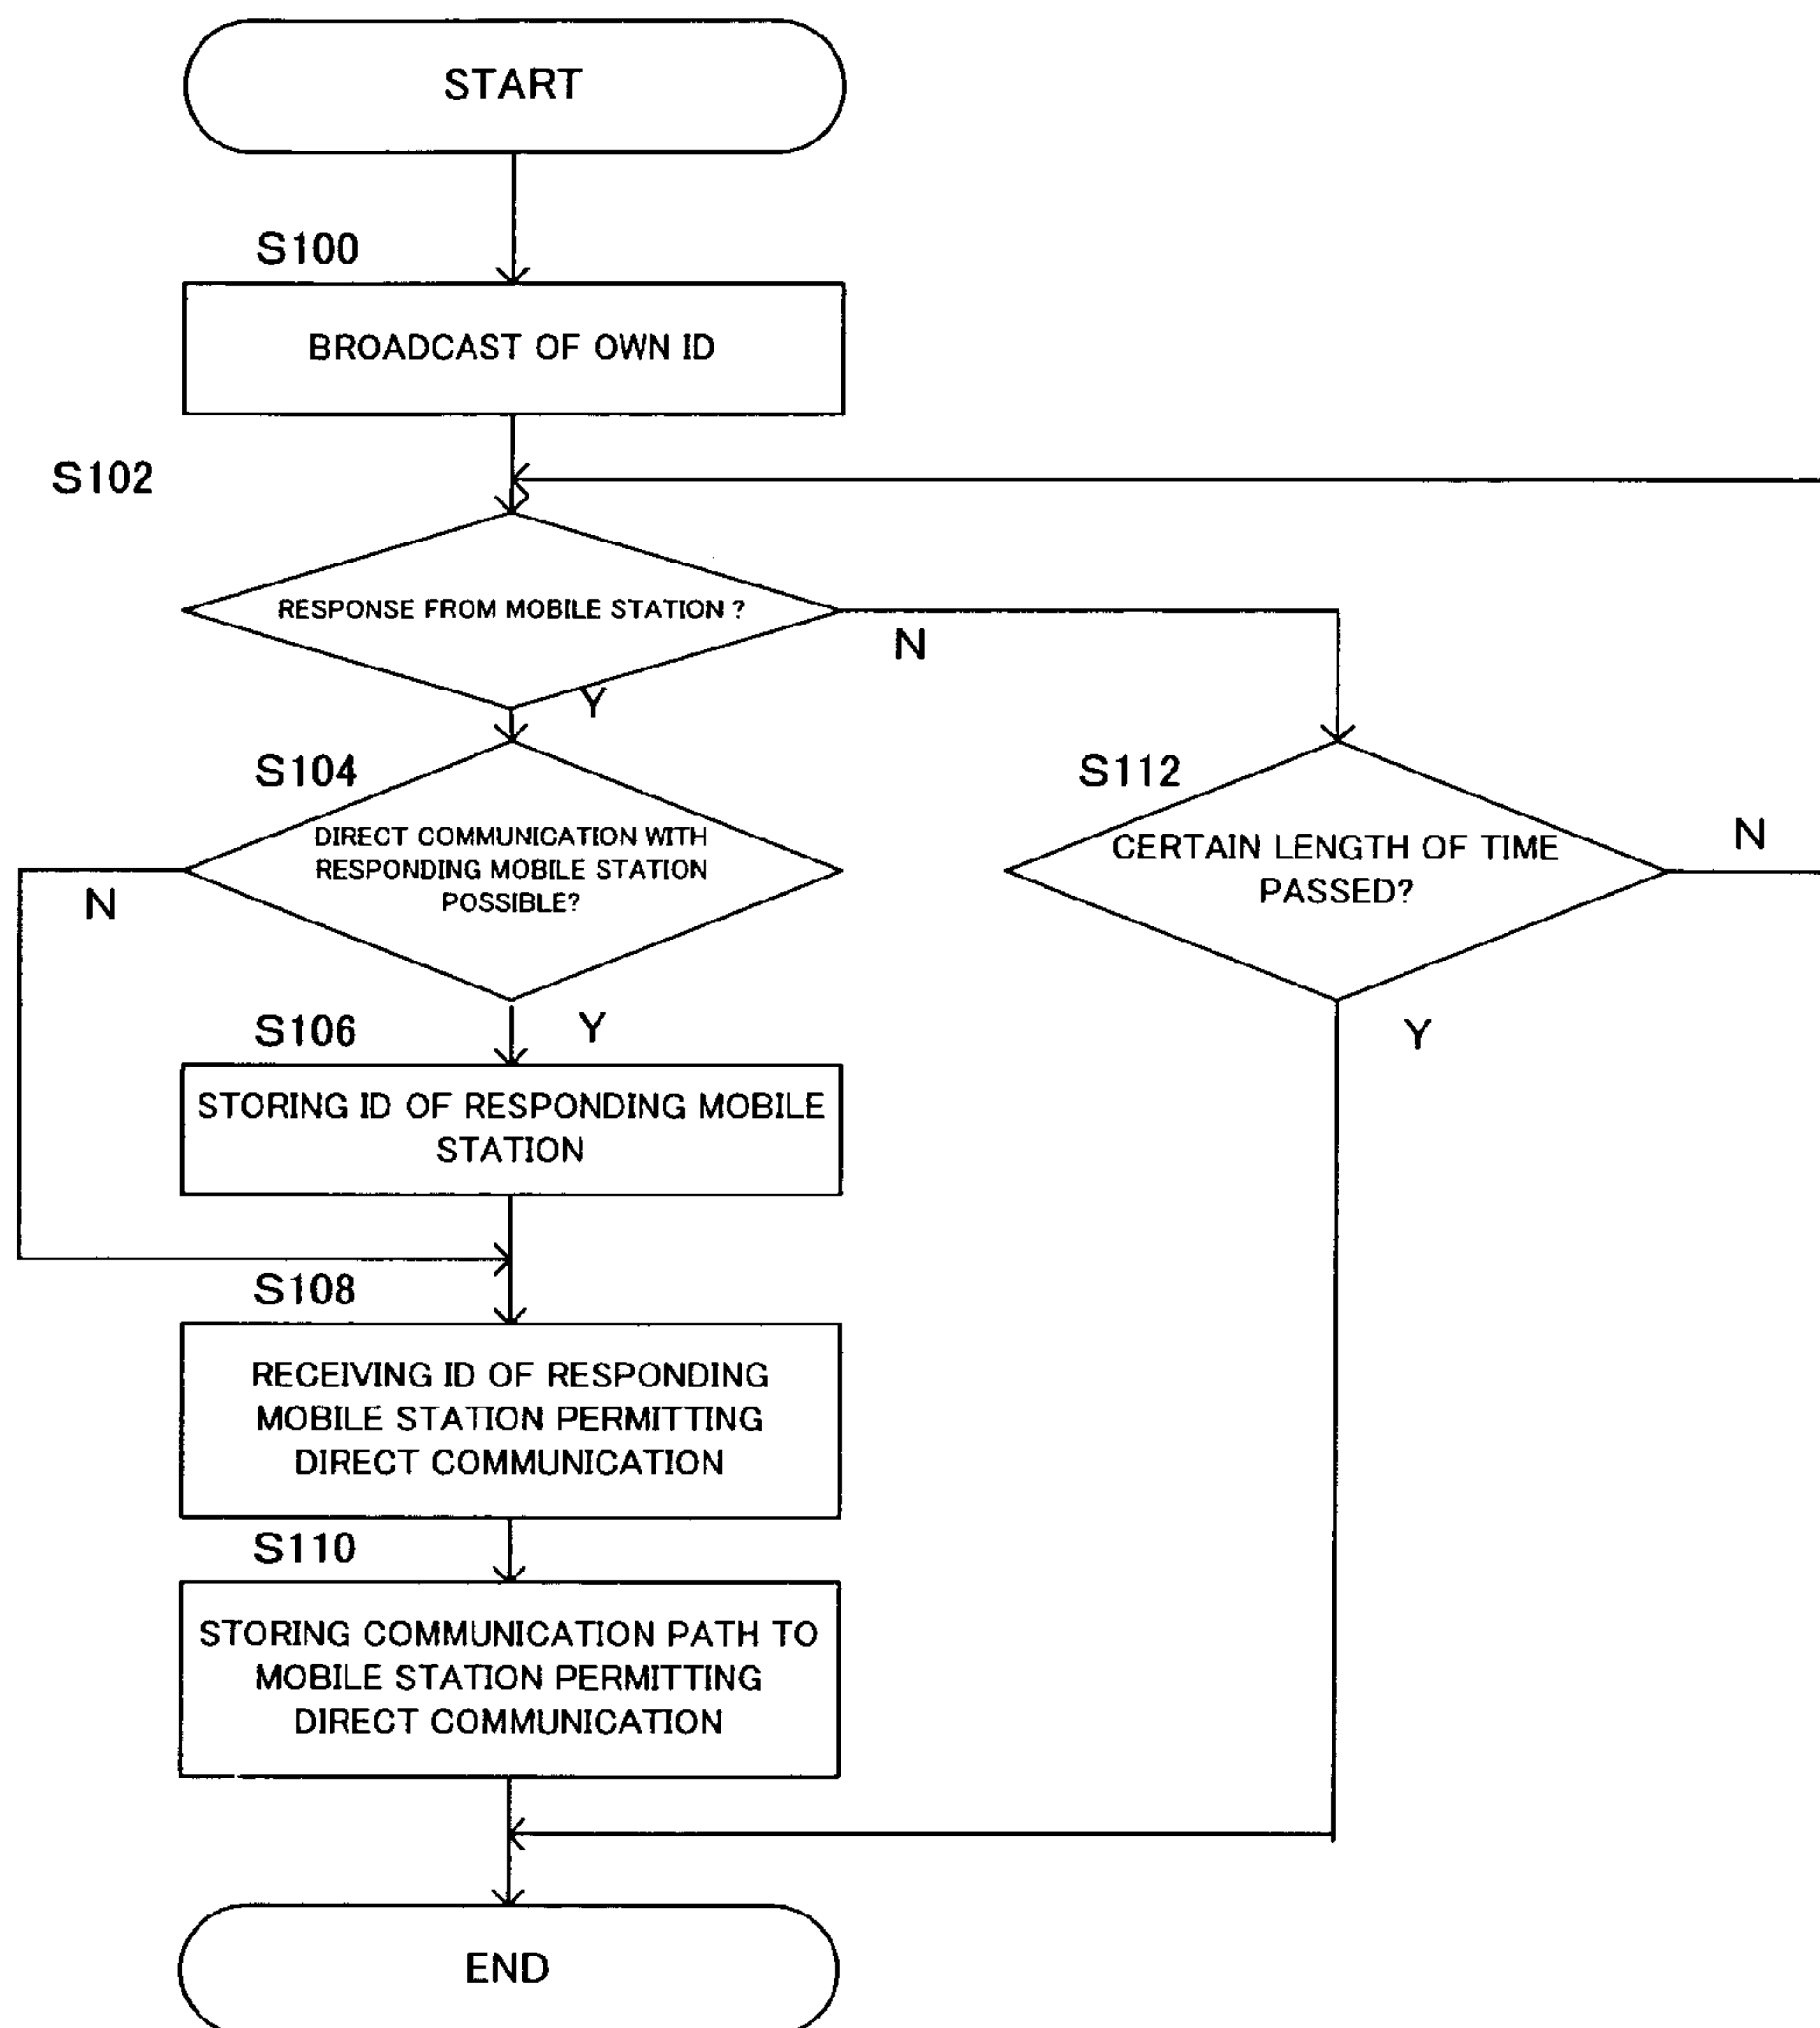 START
S100
BROADCAST OF OWN ID
S102
RESPONSE FROM MOBILE STATION ?
N
Y
S104
DIRECT COMMUNICATION WITH
RESPONDING MOBILE STATION
POSSIBLE?
N
Y
S112
CERTAIN LENGTH OF TIME
PASSED?
N
Y
S106
STORING ID OF RESPONDING MOBILE
STATION
S108
RECEIVING ID OF RESPONDING
MOBILE STATION PERMITTING
DIRECT COMMUNICATION
S110
STORING COMMUNICATION PATH TO
MOBILE STATION PERMITTING
DIRECT COMMUNICATION
END